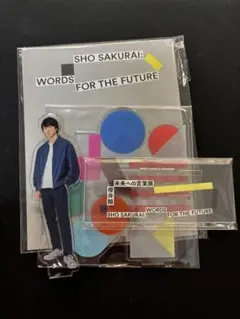 SHO SAKURAI:
WORDS
FOR THE FUTURE
未来への言葉展
櫻井翔
SHO SAKURAI: WORDS
FOR THE FUTURE